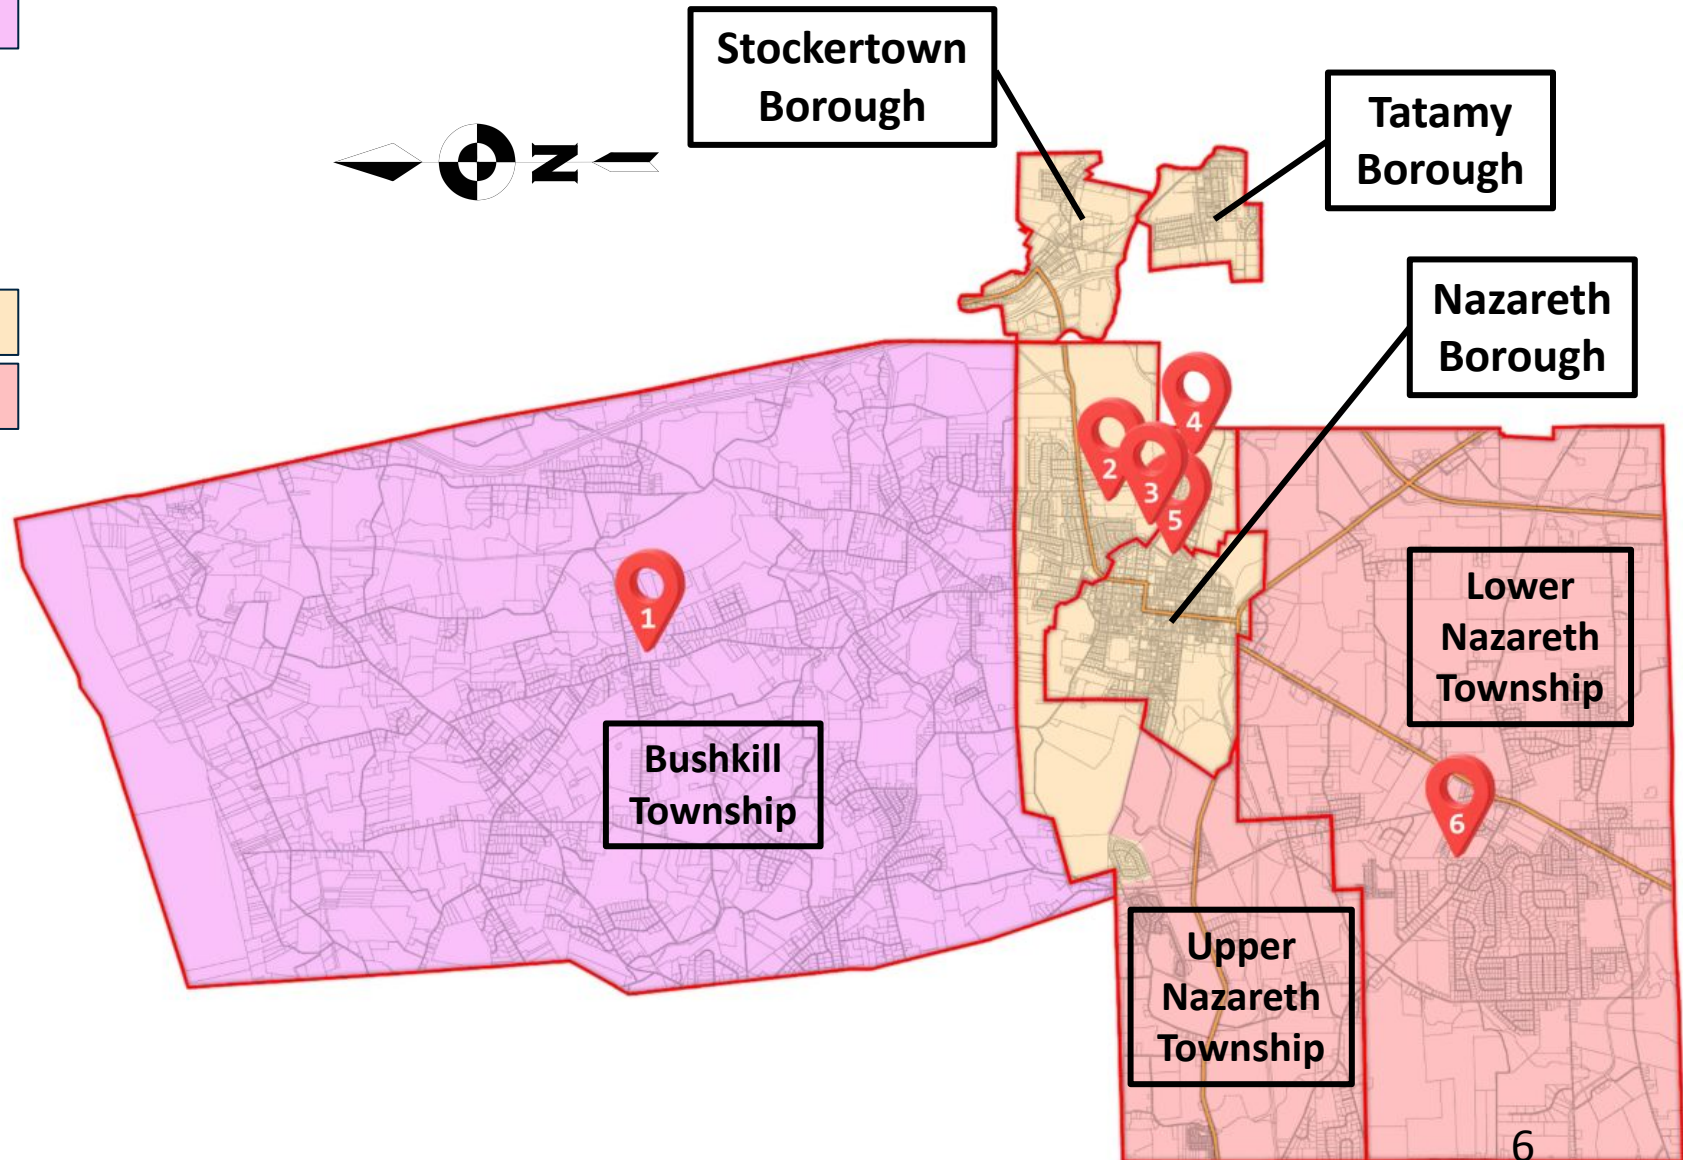 Stockertown
Borough
Tatamy
Borough
N
Nazareth
Borough
4
2
3
5
1
Lower
Nazareth
Township
Bushkill
Township
6
Upper
Nazareth
Township
6